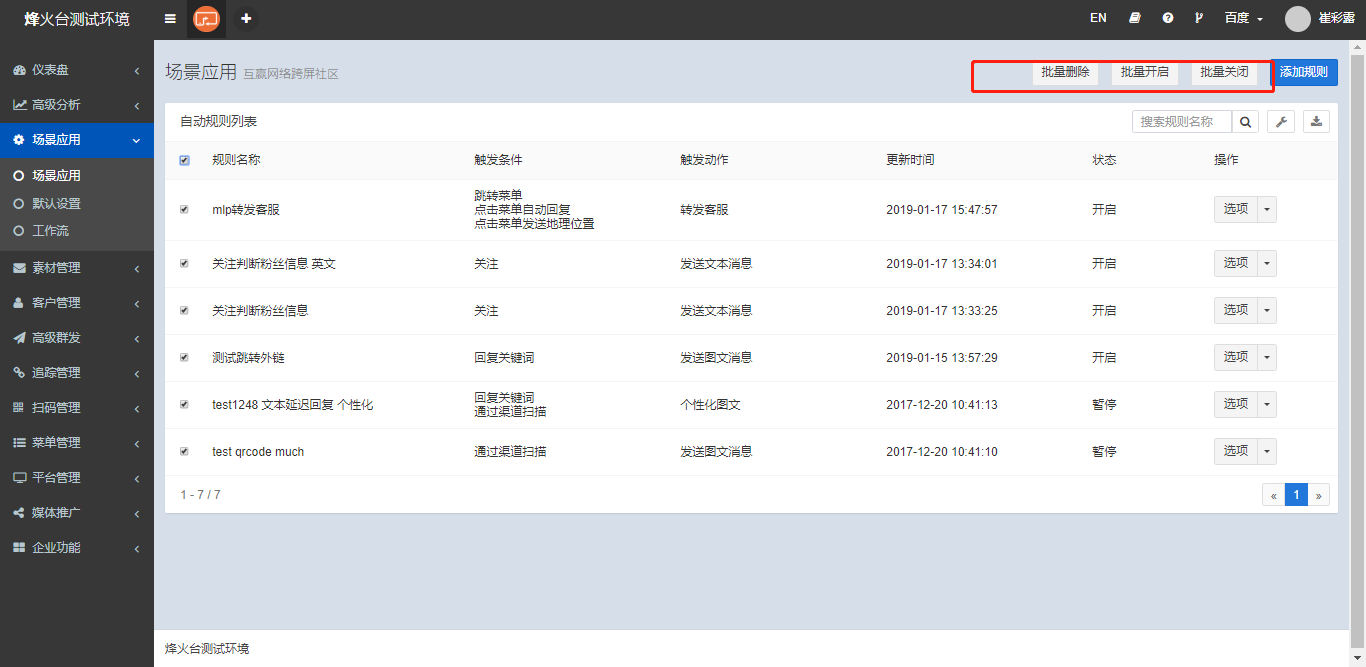 烽火台测试环境
EN
百度
崔彩露
仪表盘
高级分析
场景应用
场景应用
默认设置
工作流
素材管理
客户管理
高级群发
追踪管理
扫码管理
菜单管理
平台管理
媒体推广
企业功能
场景应用 互赢网络跨屏社区
批量删除 批量开启 批量关闭 添加规则
自动规则列表
搜索规则名称
规则名称 触发条件 触发动作 更新时间 状态 操作
mlp转发客服 跳转菜单 转发客服 2019-01-17 15:47:57 开启 选项
点击菜单自动回复
点击菜单发送地理位置
关注判断粉丝信息 英文 关注 发送文本消息 2019-01-17 13:34:01 开启 选项
关注判断粉丝信息 关注 发送文本消息 2019-01-17 13:33:25 开启 选项
测试跳转外链 回复关键词 发送图文消息 2019-01-15 13:57:29 开启 选项
test1248 文本延迟回复 个性化 回复关键词 个性化图文 2017-12-20 10:41:13 暂停 选项
通过渠道扫描
test qrcode much 通过渠道扫描 发送图文消息 2017-12-20 10:41:10 暂停 选项
1 - 7 / 7
« 1 »
烽火台测试环境